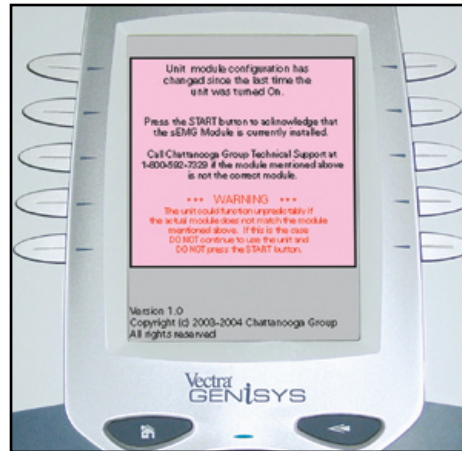 Unit module configuration has
changed since the last time the
unit was turned On.
Press the START button to acknowledge that
the sEMG Module is currently installed.
Call Chattanooga Group Technical Support at
1-800-592-7329 if the module mentioned above
is not the correct module.
*** WARNING ***
The unit could function unpredictably if
the actual module does not match the module
mentioned above. If this is the case
DO NOT continue to use the unit and
DO NOT press the START button.
Version 1.0
Copyright (c) 2003-2004 Chattanooga Group
All rights reserved
Vectra
GENiSYS